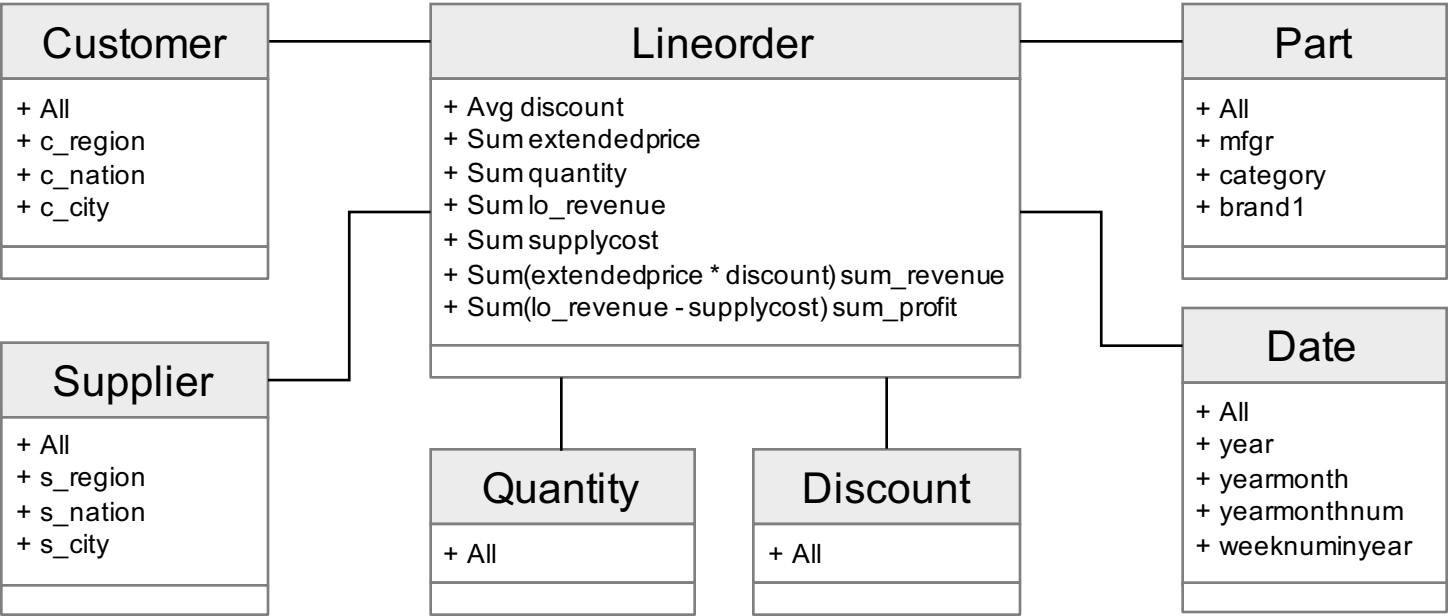 Customer
+ All
+ c_region
+ c_nation
+ c_city
Lineorder
+ Avg discount
+ Sum extendedprice
+ Sum quantity
+ Sum lo_revenue
+ Sum supplycost
+ Sum(extendedprice * discount) sum_revenue
+ Sum(lo_revenue - supplycost) sum_profit
Part
+ All
+ mfgr
+ category
+ brand1
Supplier
+ All
+ s_region
+ s_nation
+ s_city
Quantity
+ All
Discount
+ All
Date
+ All
+ year
+ yearmonth
+ yearmonthnum
+ weeknuminyear